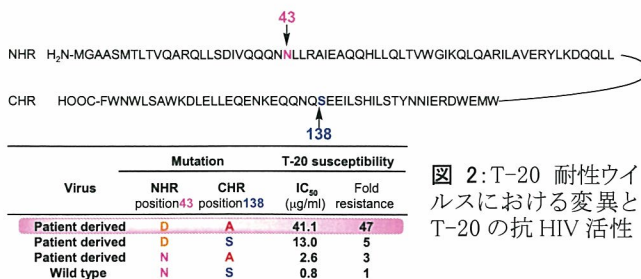 43
NHR H₂N-MGAASMTLTVQARQLLSDIVQQQNNLLRAIEAQQHLLQLTVWGIKQLQARILAVERYLKDQQLL
CHR HOOC-FWNWLSAWKDLELLEQENKEQQNQSEEILSHILSTYNNIERDWEMW
138
Mutation T-20 susceptibility
Virus NHR position43 CHR position138 IC₅₀ (μg/ml) Fold resistance
Patient derived D A 41.1 47
Patient derived D S 13.0 5
Patient derived N A 2.6 3
Wild type N S 0.8 1
図 2:T-20 耐性ウイ
ルスにおける変異と
T-20 の抗 HIV 活性